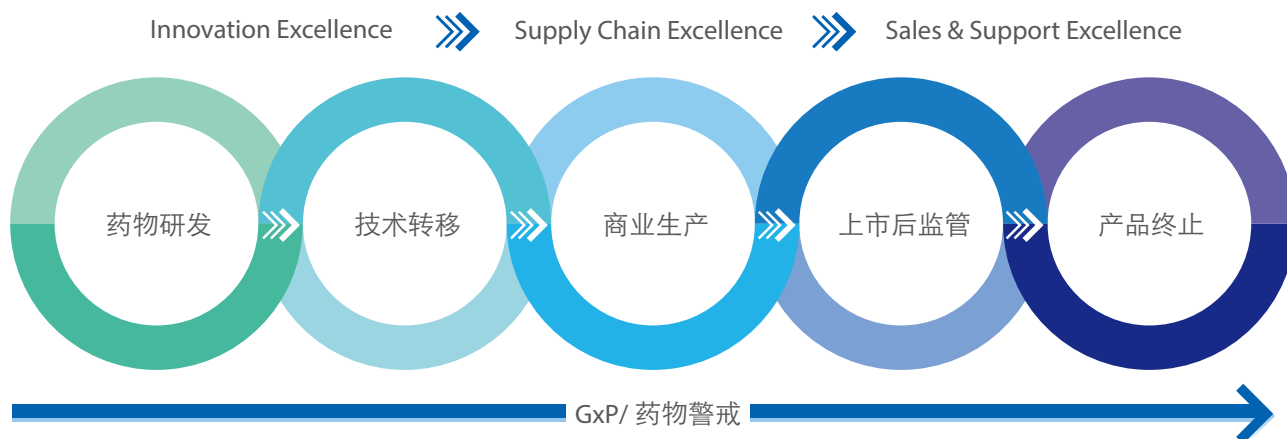 Innovation Excellence Supply Chain Excellence Sales & Support Excellence
药物研发 技术转移 商业生产 上市后监管 产品终止
GxP/ 药物警戒